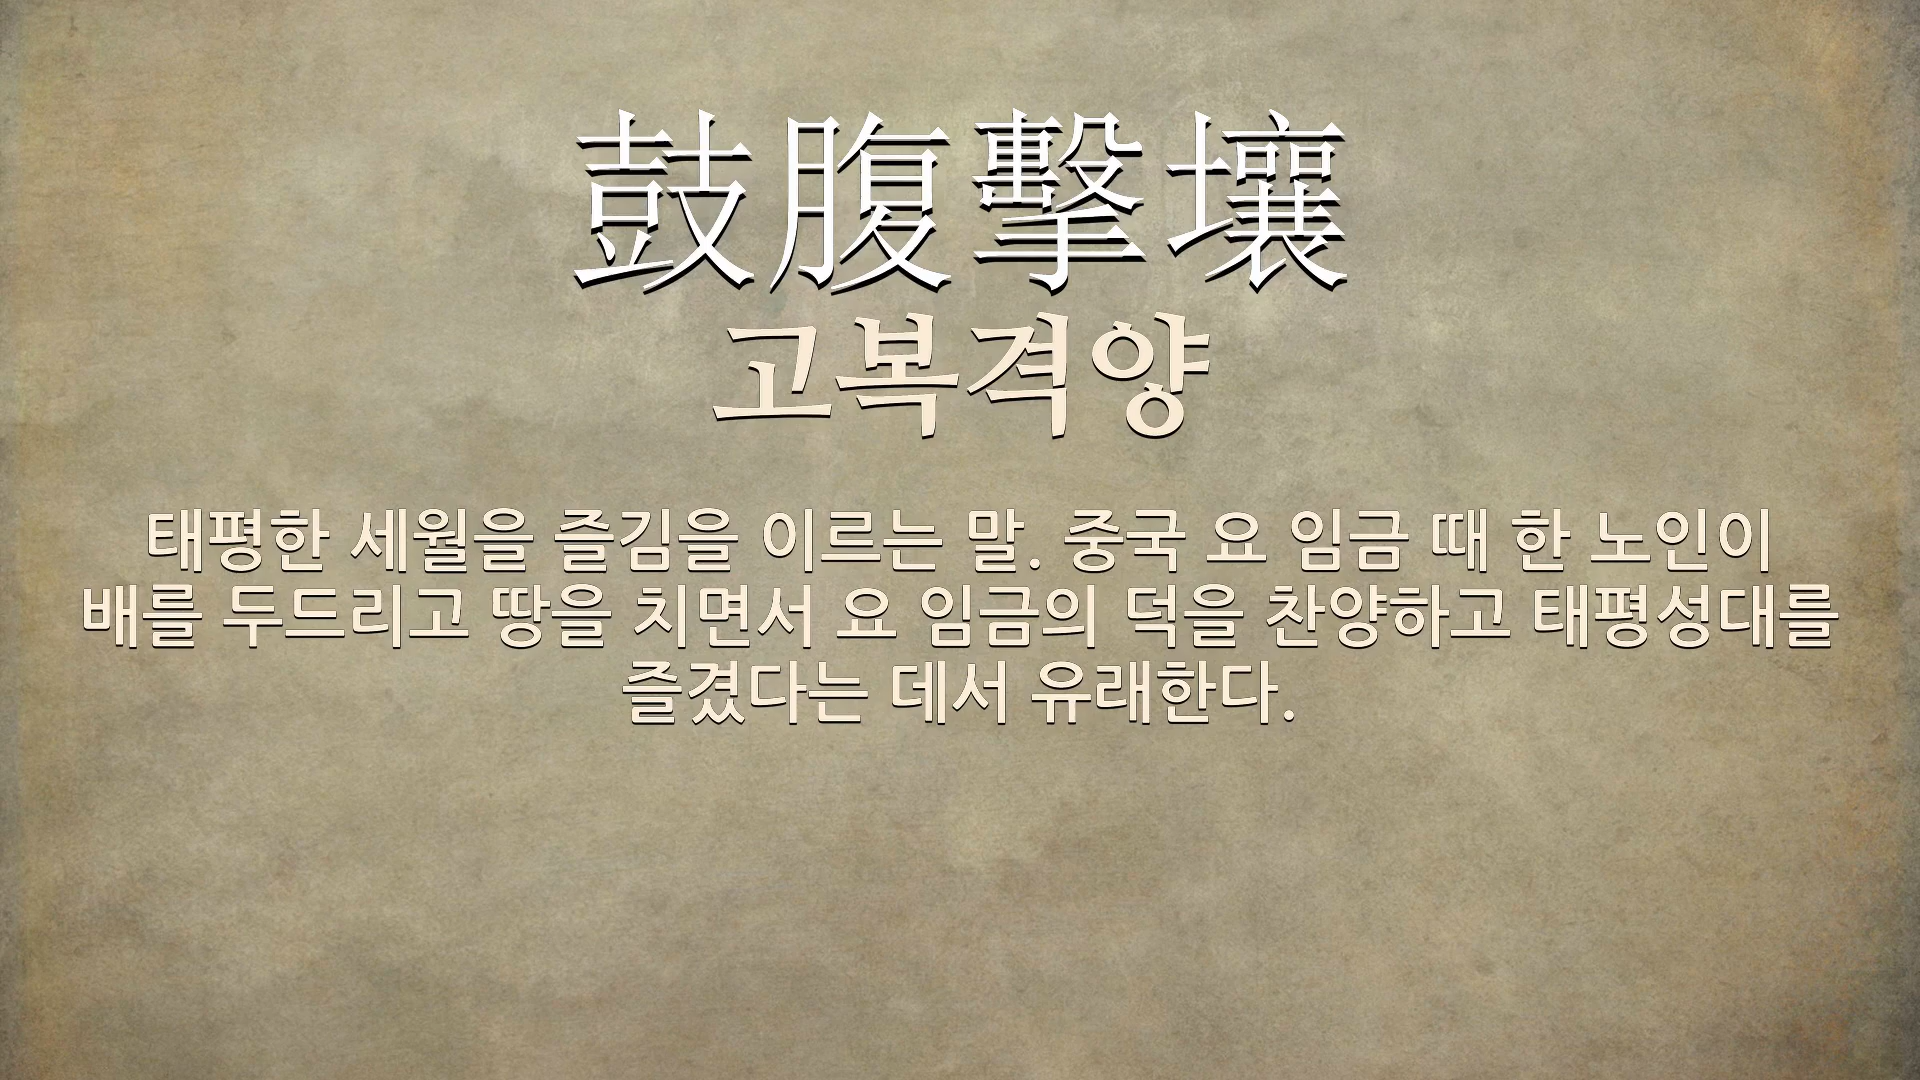 鼓腹擊壤
고복격양
태평한 세월을 즐김을 이르는 말. 중국 요 임금 때 한 노인이
배를 두드리고 땅을 치면서 요 임금의 덕을 찬양하고 태평성대를
즐겼다는 데서 유래한다.